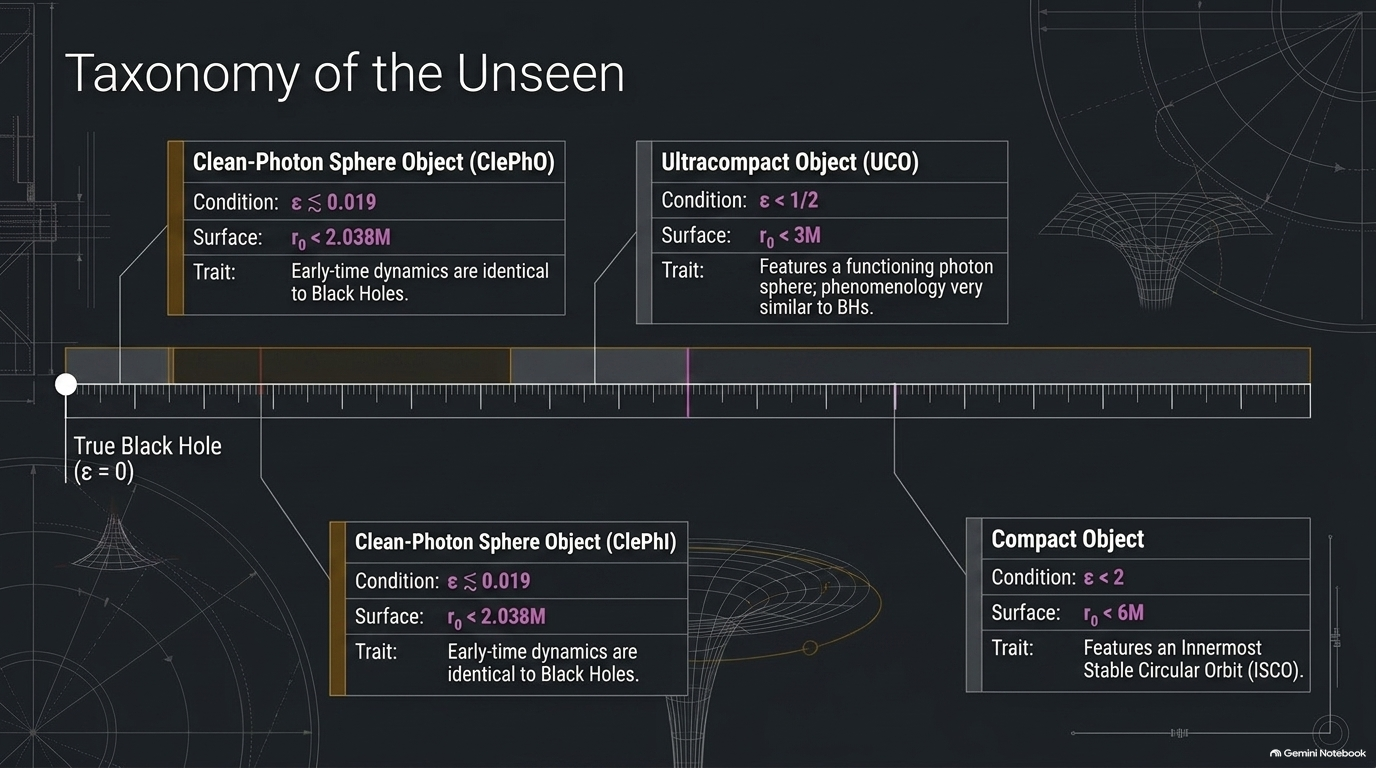 Taxonomy of the Unseen
Clean-Photon Sphere Object (ClePhO)
Condition: ε ≲ 0.019
Surface: r₀ < 2.038M
Trait: Early-time dynamics are identical
to Black Holes.
Ultracompact Object (UCO)
Condition: ε < 1/2
Surface: r₀ < 3M
Trait: Features a functioning photon
sphere; phenomenology very
similar to BHs.
True Black Hole
(ε = 0)
Clean-Photon Sphere Object (ClePhI)
Condition: ε ≲ 0.019
Surface: r₀ < 2.038M
Trait: Early-time dynamics are
identical to Black Holes.
Compact Object
Condition: ε < 2
Surface: r₀ < 6M
Trait: Features an Innermost
Stable Circular Orbit (ISCO).
Gemini Notebook